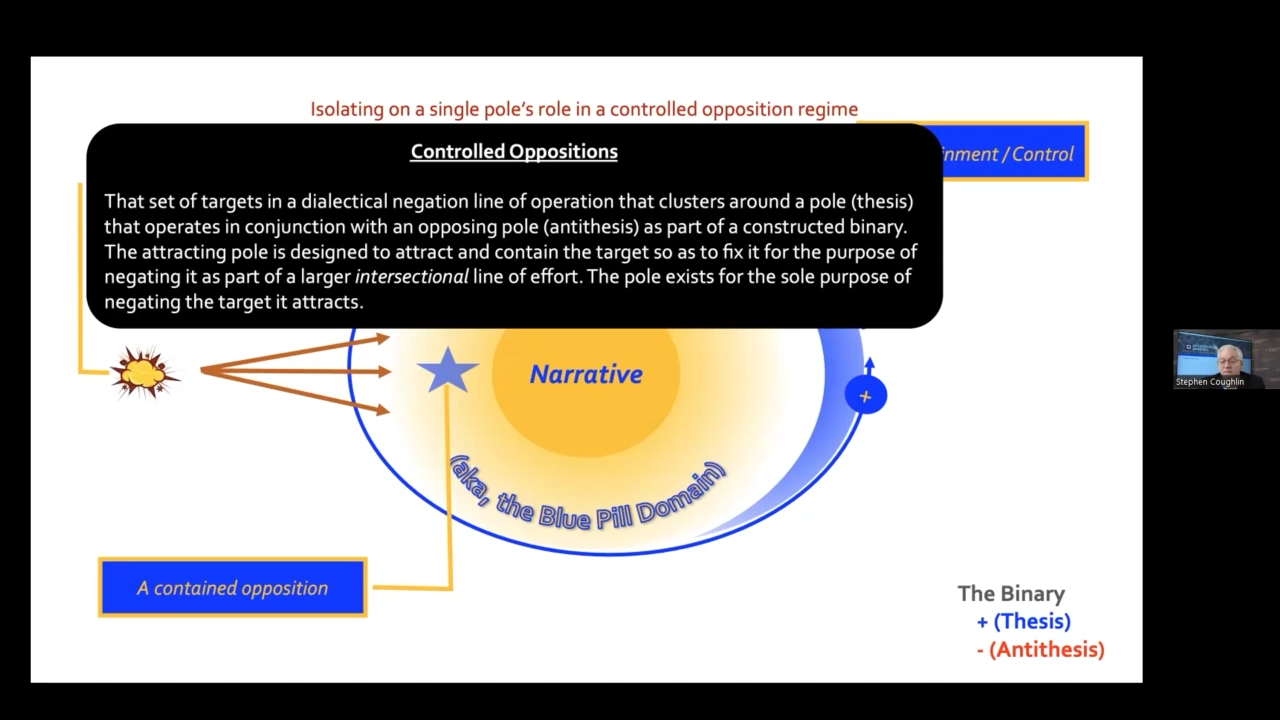 Isolating on a single pole's role in a controlled opposition regime
/ Control
Controlled Oppositions
That set of targets in a dialectical negation line of operation that clusters around a pole (thesis)
that operates in conjunction with an opposing pole (antithesis) as part of a constructed binary.
The attracting pole is designed to attract and contain the target so as to fix it for the purpose of
negating it as part of a larger intersectional line of effort. The pole exists for the sole purpose of
negating the target it attracts.
Narrative
+
(aka, the Blue Pill Domain)
A contained opposition
The Binary
+ (Thesis)
- (Antithesis)
Stephen Coughlin